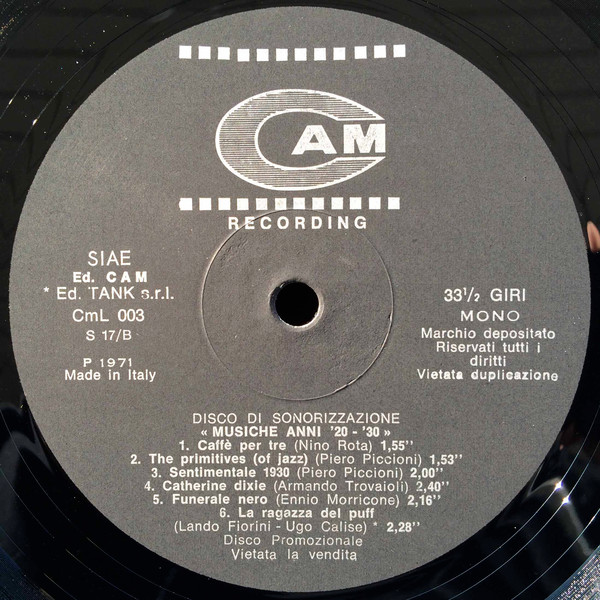 CAM
RECORDING
SIAE
Ed. CAM
* Ed. TANK s.r.l.
CmL 003
S 17/B
P 1971
Made in Italy
33 1/2 GIRI
MONO
Marchio depositato
Riservati tutti i
diritti
Vietata duplicazione
DISCO DI SONORIZZAZIONE
« MUSICHE ANNI '20 - '30 »
1. Caffè per tre (Nino Rota) 1,55''
2. The primitives (of jazz) (Piero Piccioni) 1,53''
3. Sentimentale 1930 (Piero Piccioni) 2,00''
4. Catherine dixie (Armando Trovaioli) 2,40''
5. Funerale nero (Ennio Morricone) 2,16''
6. La ragazza del puff
(Lando Fiorini - Ugo Calise) * 2,28''
Disco Promozionale
Vietata la vendita